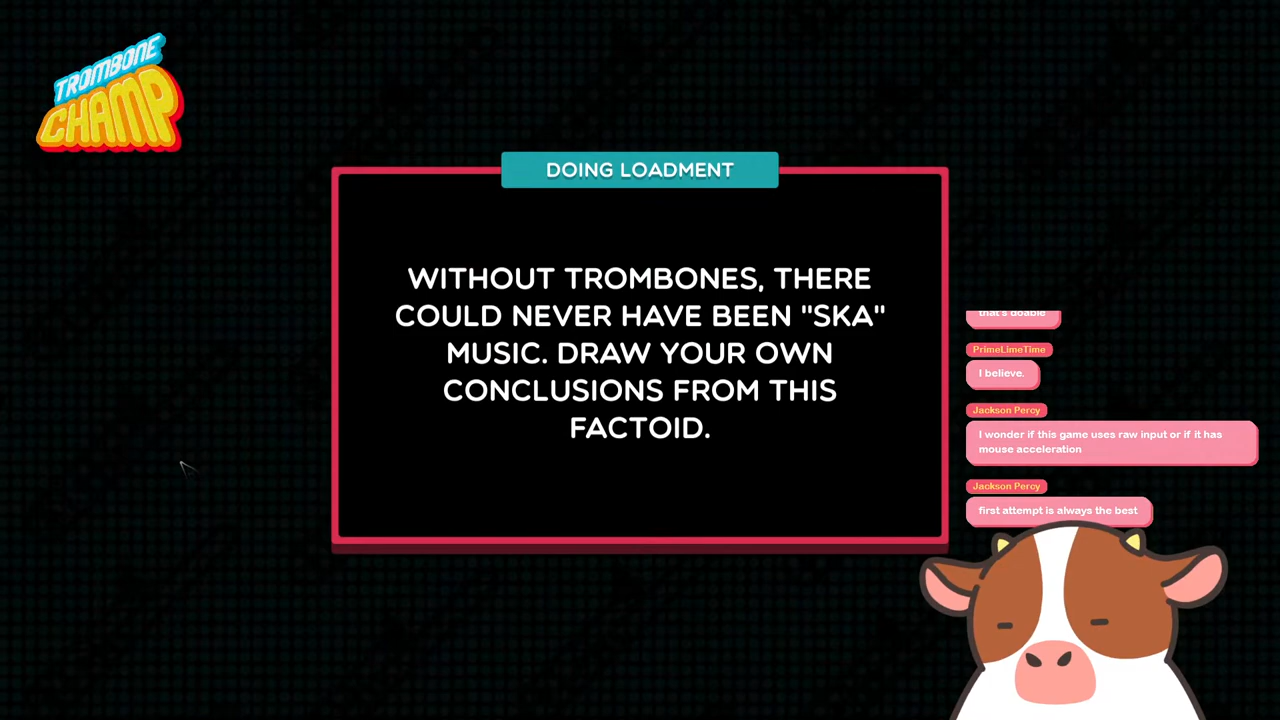 TROMBONE
CHAMP
DOING LOADMENT
WITHOUT TROMBONES, THERE
COULD NEVER HAVE BEEN "SKA"
MUSIC. DRAW YOUR OWN
CONCLUSIONS FROM THIS
FACTOID.
that's doable
PrimeLimeTime
I believe.
Jackson Percy
I wonder if this game uses raw input or if it has
mouse acceleration
Jackson Percy
first attempt is always the best